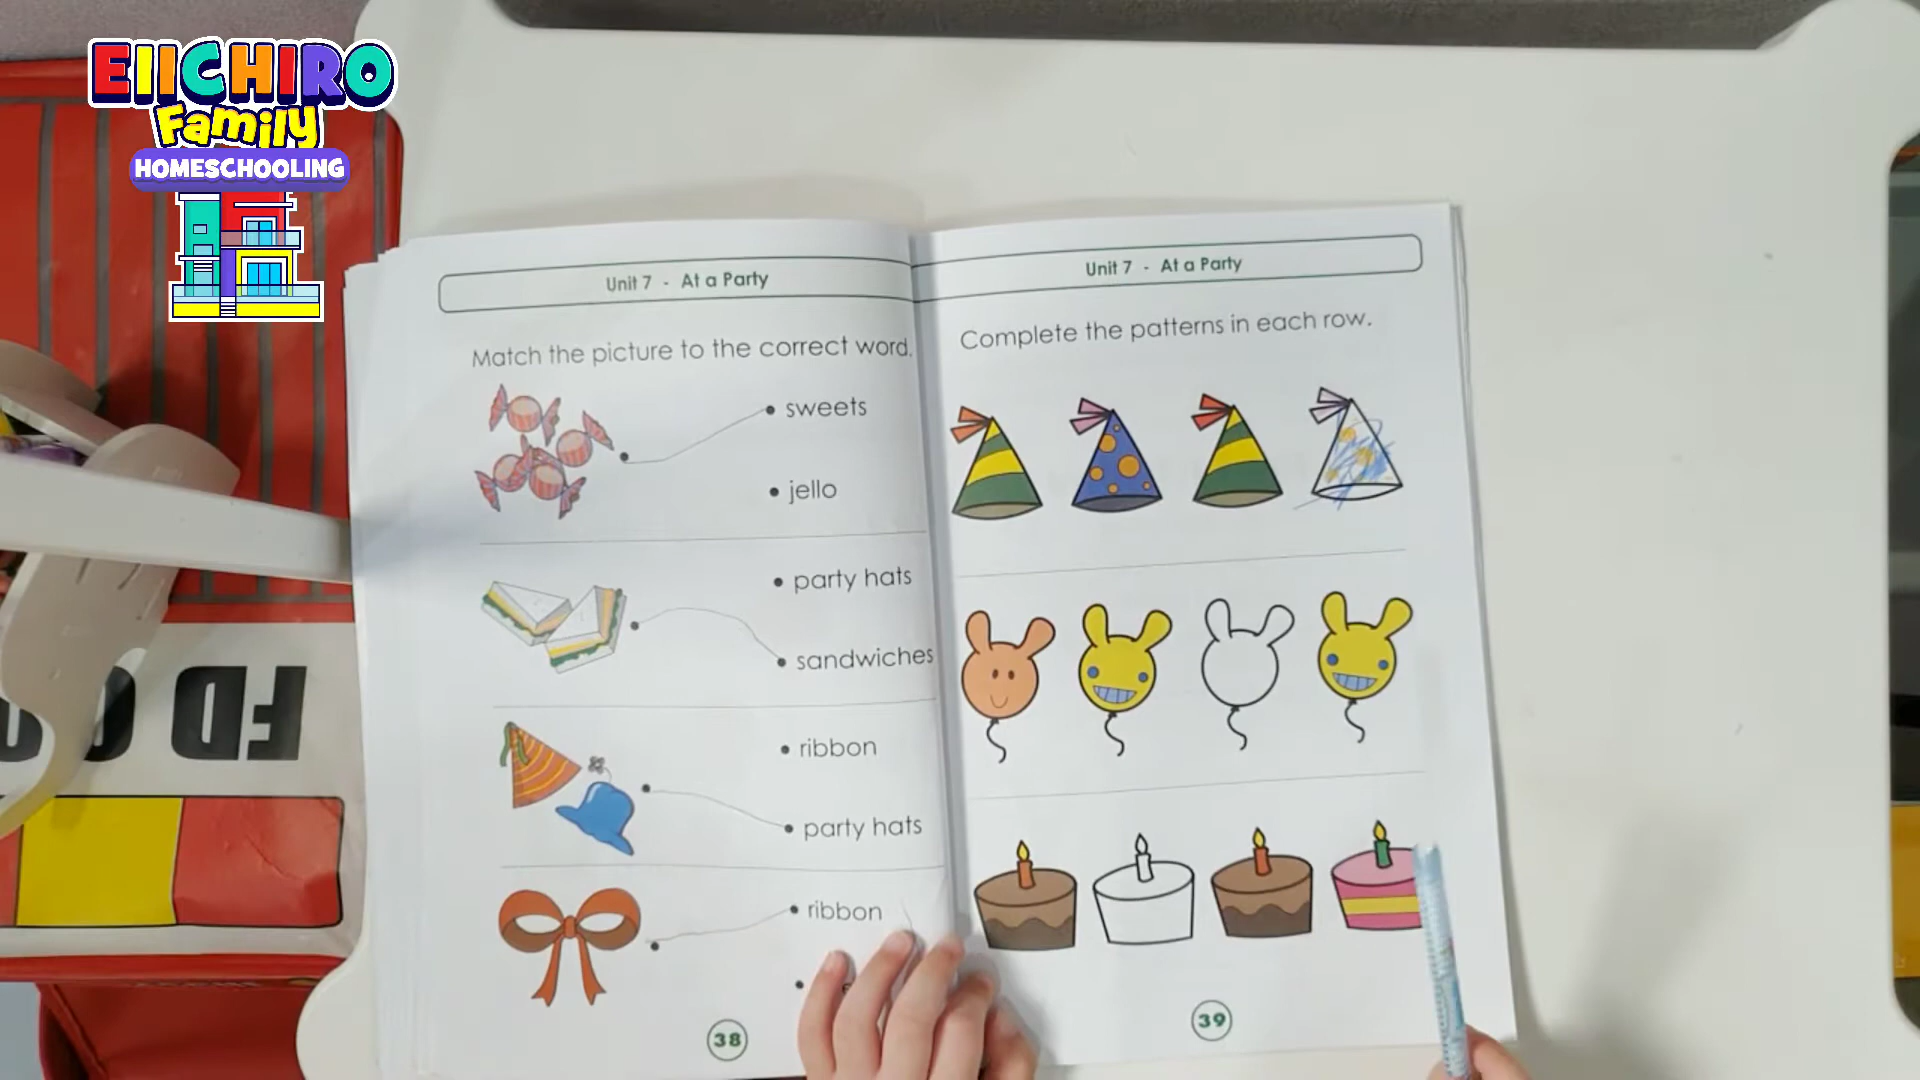 EIICHIRO
Family
HOMESCHOOLING
Unit 7 - At a Party
Match the picture to the correct word.
sweets
jello
party hats
sandwiches
ribbon
party hats
ribbon
38
Unit 7 - At a Party
Complete the patterns in each row.
39
FD